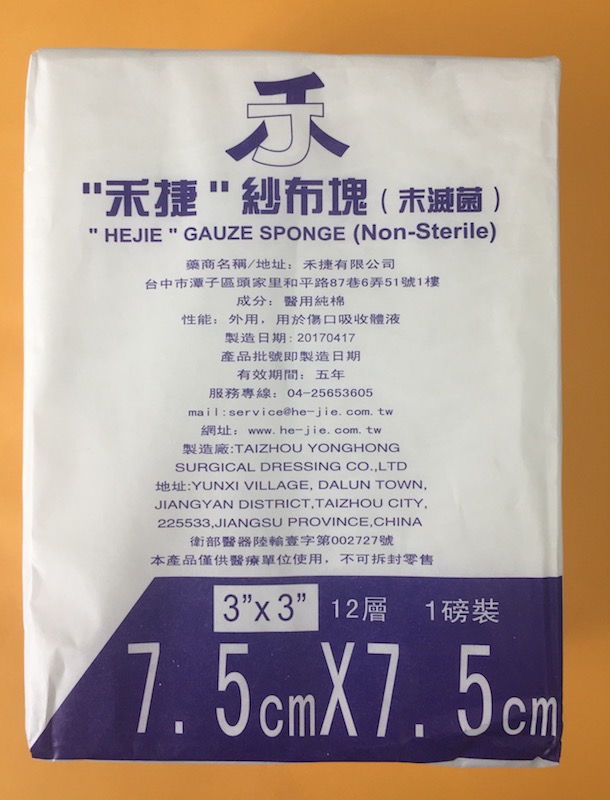 "禾捷"紗布塊(未滅菌)
"HEJIE" GAUZE SPONGE (Non-Sterile)
藥商名稱/地址: 禾捷有限公司
台中市潭子區頭家里和平路87巷6弄51號1樓
成分: 醫用純棉
性能: 外用, 用於傷口吸收體液
製造日期: 20170417
產品批號即製造日期
有效期間: 五年
服務專線: 04-25653605
mail:service@he-jie.com.tw
網址: www.he-jie.com.tw
製造廠:TAIZHOU YONGHONG
SURGICAL DRESSING CO.,LTD
地址:YUNXI VILLAGE, DALUN TOWN,
JIANGYAN DISTRICT,TAIZHOU CITY,
225533,JIANGSU PROVINCE,CHINA
衛部醫器陸輸壹字第002727號
本產品僅供醫療單位使用, 不可拆封零售
3”x3” 12層 1磅裝
7.5cmX7.5cm